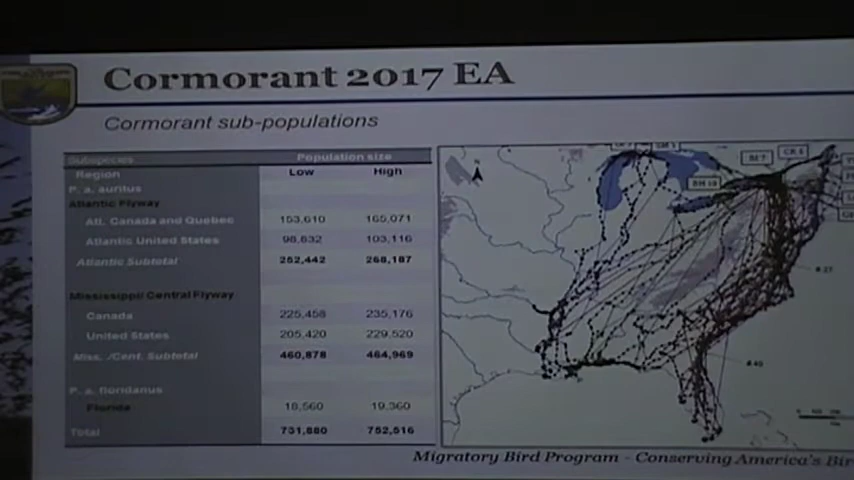 Cormorant 2017 EA
Cormorant sub-populations
Subspecies Population size
Region Low High
P. a. auritus
Atlantic Flyway
Atl. Canada and Quebec 153,610 165,071
Atlantic United States 98,832 103,116
Atlantic Subtotal 252,442 268,187
Mississippi Central Flyway
Canada 225,458 235,176
United States 205,420 229,520
Miss. /Cent. Subtotal 460,878 464,969
P. a. floridanus
Florida 18,560 19,360
Total 731,880 752,516
N
Migratory Bird Program - Conserving America's Bir